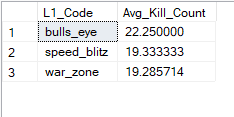 L1_Code Avg_Kill_Count
1 bulls_eye 22.250000
2 speed_blitz 19.333333
3 war_zone 19.285714